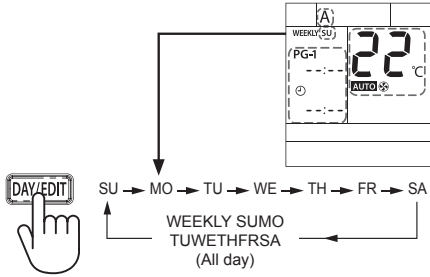 A
WEEKLY SU
PG-1
--:--
--:--
22 °C
AUTO
DAY/EDIT
SU MO TU WE TH FR SA
WEEKLY SUMO
TUWETHFRSA
(All day)